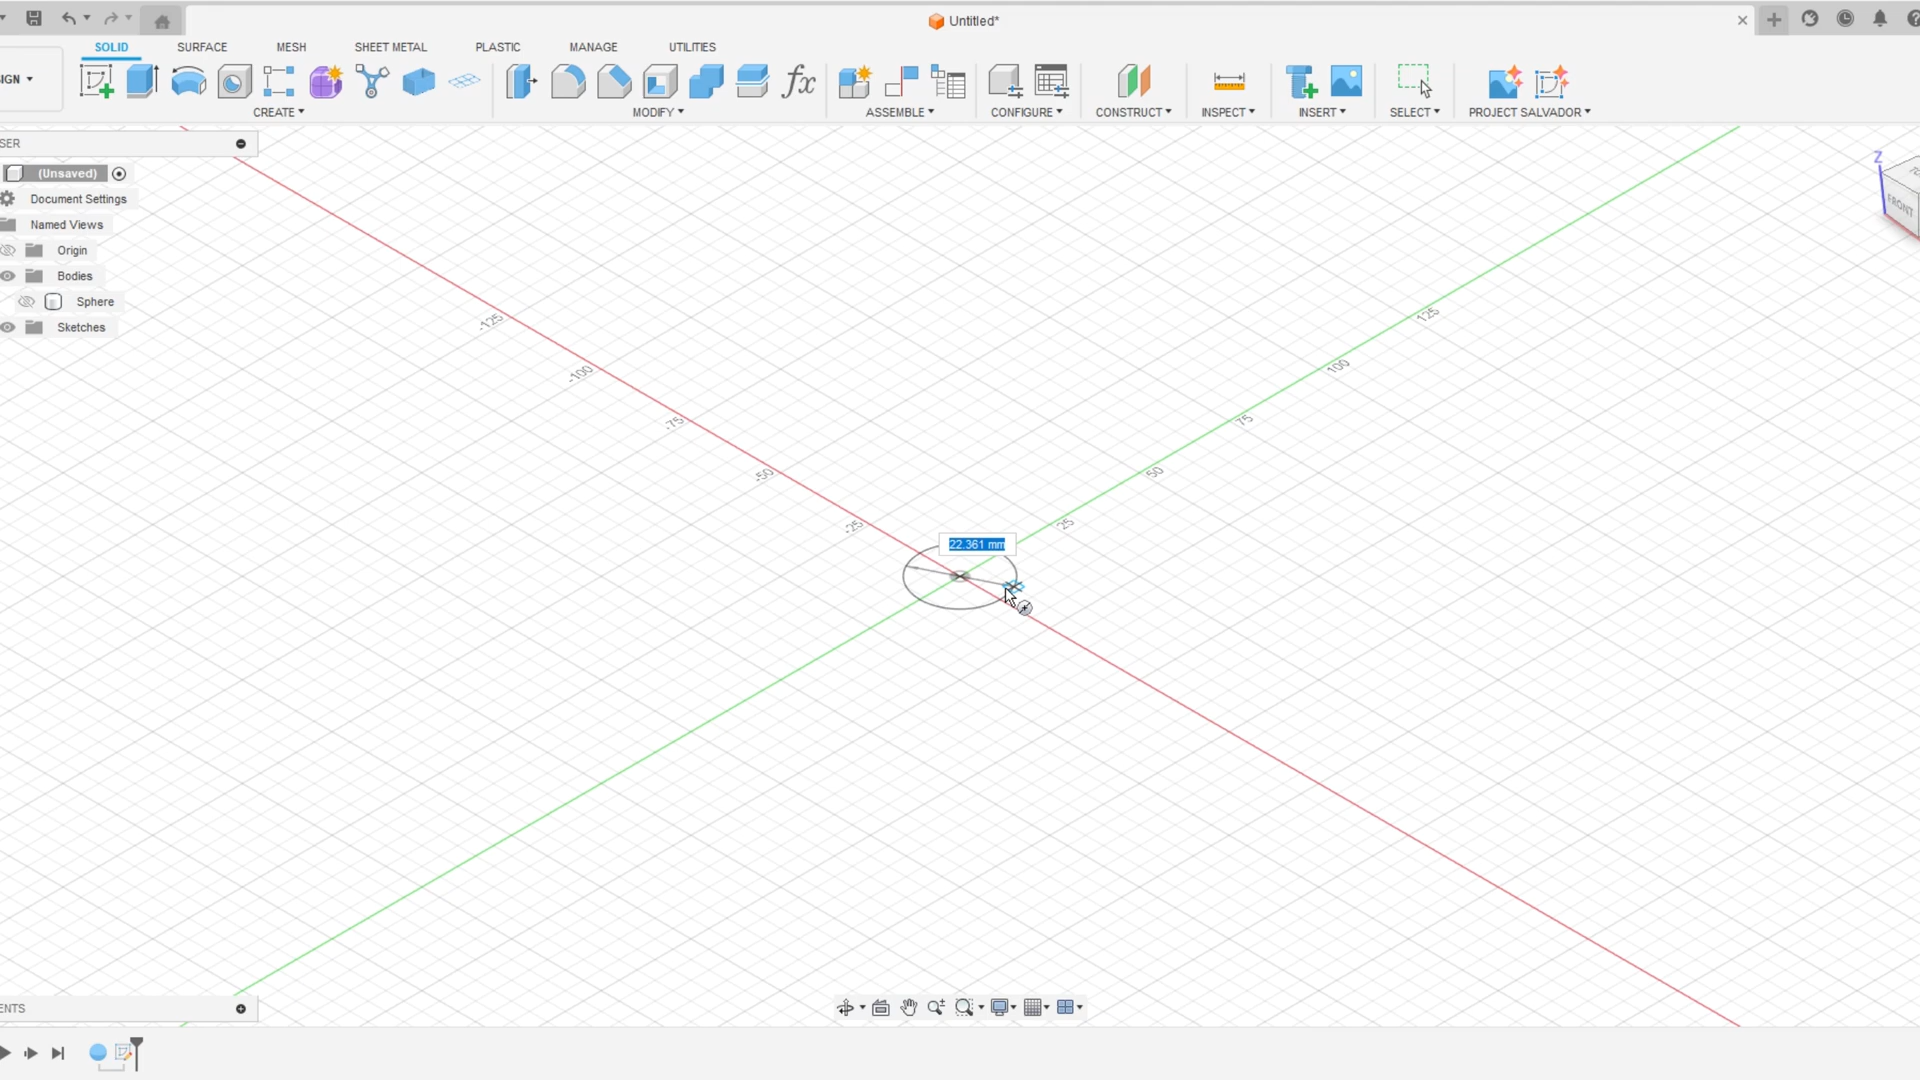 Untitled*
SOLID SURFACE MESH SHEET METAL PLASTIC MANAGE UTILITIES
IGN
fx
CREATE MODIFY ASSEMBLE CONFIGURE CONSTRUCT INSPECT INSERT SELECT PROJECT SALVADOR
SER
(Unsaved)
Document Settings
Named Views
Origin
Bodies
Sphere
Sketches
Z
FRONT
-125
-100
-75
-50
-25
125
100
75
50
25
22.361 mm
ENTS